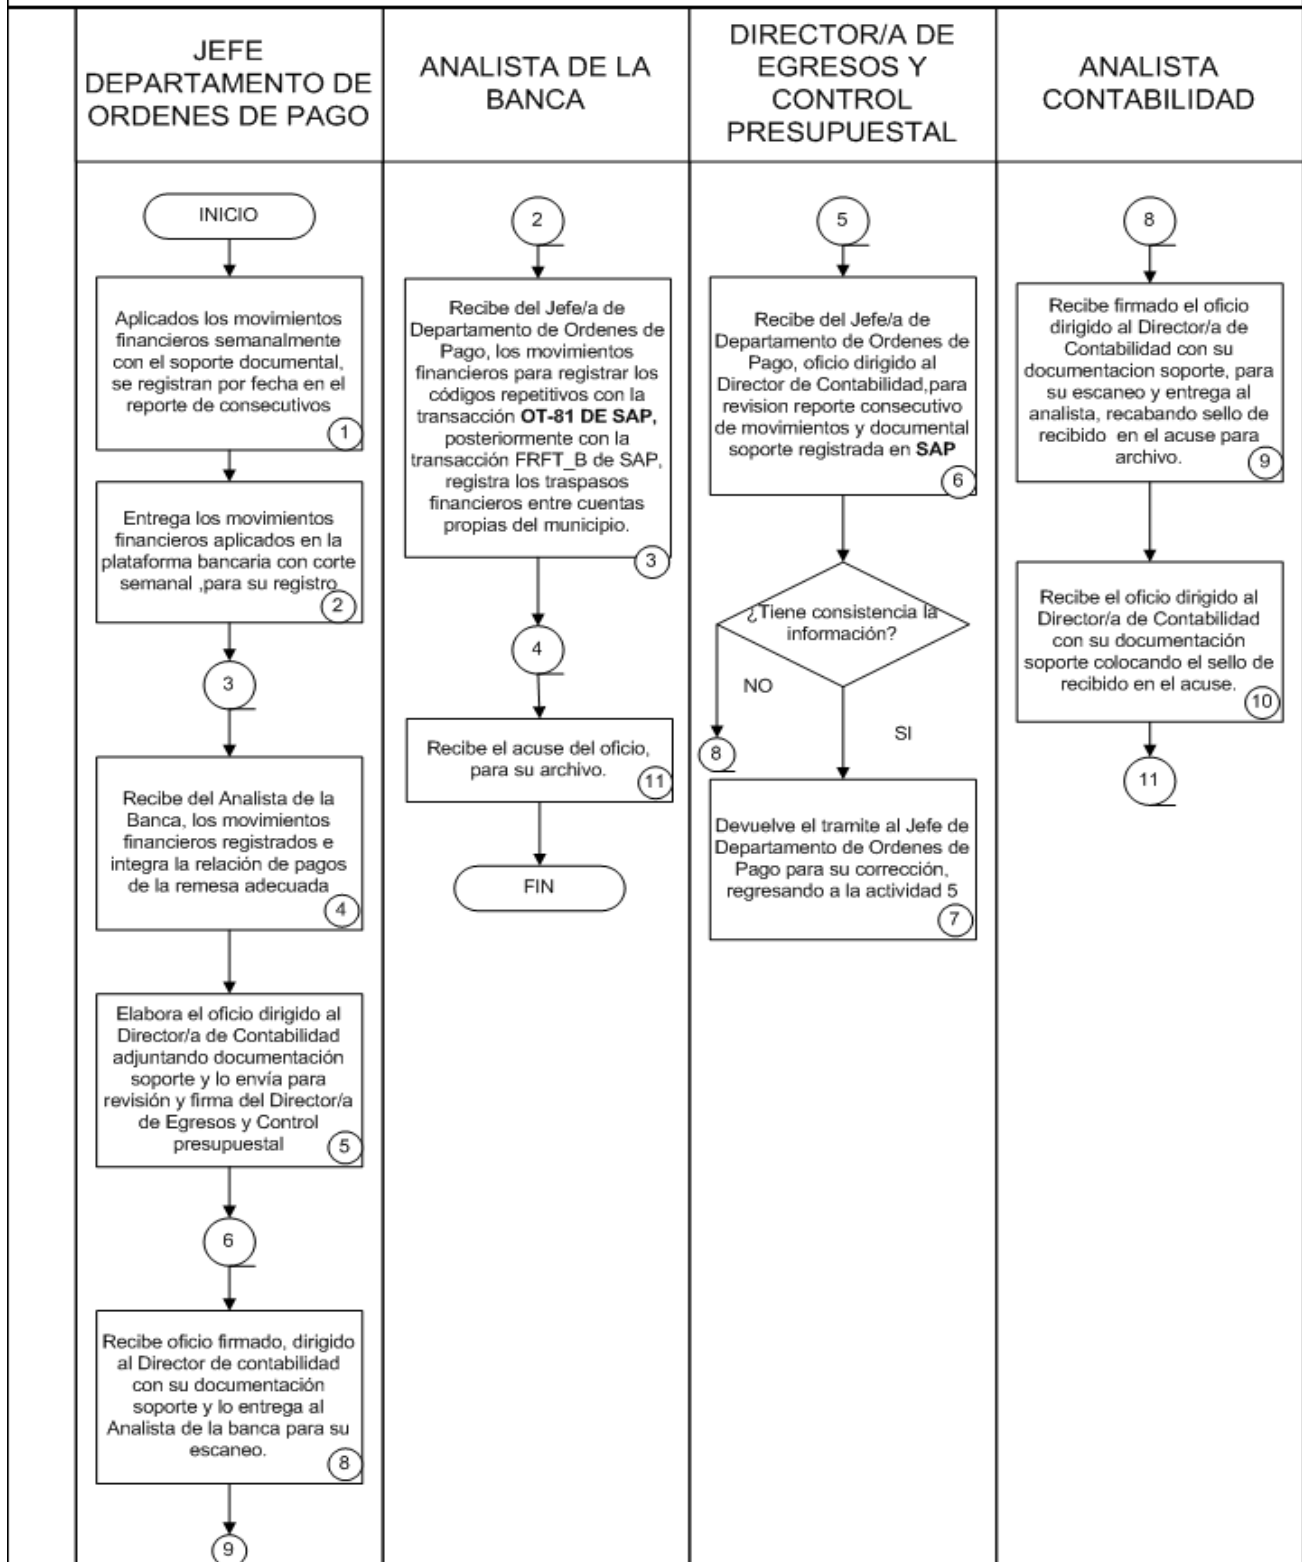 JEFE
DEPARTAMENTO DE
ORDENES DE PAGO
ANALISTA DE LA
BANCA
DIRECTOR/A DE
EGRESOS Y
CONTROL
PRESUPUESTAL
ANALISTA
CONTABILIDAD
INICIO
Aplicados los movimientos
financieros semanalmente
con el soporte documental,
se registran por fecha en el
reporte de consecutivos
1
Entrega los movimientos
financieros aplicados en la
plataforma bancaria con corte
semanal ,para su registro
2
3
Recibe del Analista de la
Banca, los movimientos
financieros registrados e
integra la relación de pagos
de la remesa adecuada
4
Elabora el oficio dirigido al
Director/a de Contabilidad
adjuntando documentación
soporte y lo envía para
revisión y firma del Director/a
de Egresos y Control
presupuestal
5
6
Recibe oficio firmado, dirigido
al Director de contabilidad
con su documentación
soporte y lo entrega al
Analista de la banca para su
escaneo.
8
9
2
Recibe del Jefe/a de
Departamento de Ordenes de
Pago, los movimientos
financieros para registrar los
códigos repetitivos con la
transacción OT-81 DE SAP,
posteriormente con la
transacción FRFT_B de SAP,
registra los traspasos
financieros entre cuentas
propias del municipio.
3
4
Recibe el acuse del oficio,
para su archivo.
11
FIN
5
Recibe del Jefe/a de
Departamento de Ordenes de
Pago, oficio dirigido al
Director de Contabilidad,para
revision reporte consecutivo
de movimientos y documental
soporte registrada en SAP
6
¿Tiene consistencia la
información?
NO
SI
8
Devuelve el tramite al Jefe de
Departamento de Ordenes de
Pago para su corrección,
regresando a la actividad 5
7
8
Recibe firmado el oficio
dirigido al Director/a de
Contabilidad con su
documentacion soporte, para
su escaneo y entrega al
analista, recabando sello de
recibido en el acuse para
archivo.
9
Recibe el oficio dirigido al
Director/a de Contabilidad
con su documentación
soporte colocando el sello de
recibido en el acuse.
10
11